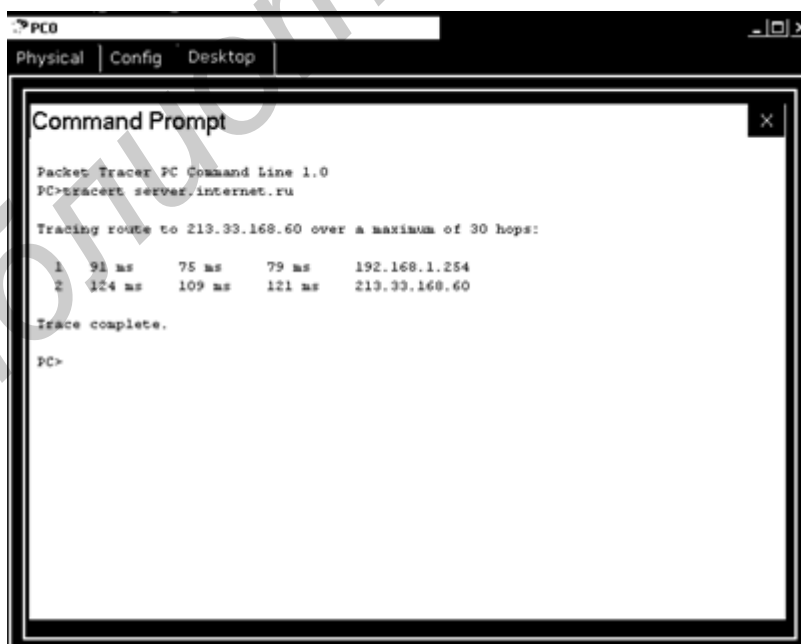 PC0
Physical Config Desktop
Command Prompt
X
Packet Tracer PC Command Line 1.0
PC>tracert server.internet.ru
Tracing route to 213.33.168.60 over a maximum of 30 hops:
1 91 ms 75 ms 79 ms 192.168.1.254
2 124 ms 109 ms 121 ms 213.33.168.60
Trace complete.
PC>